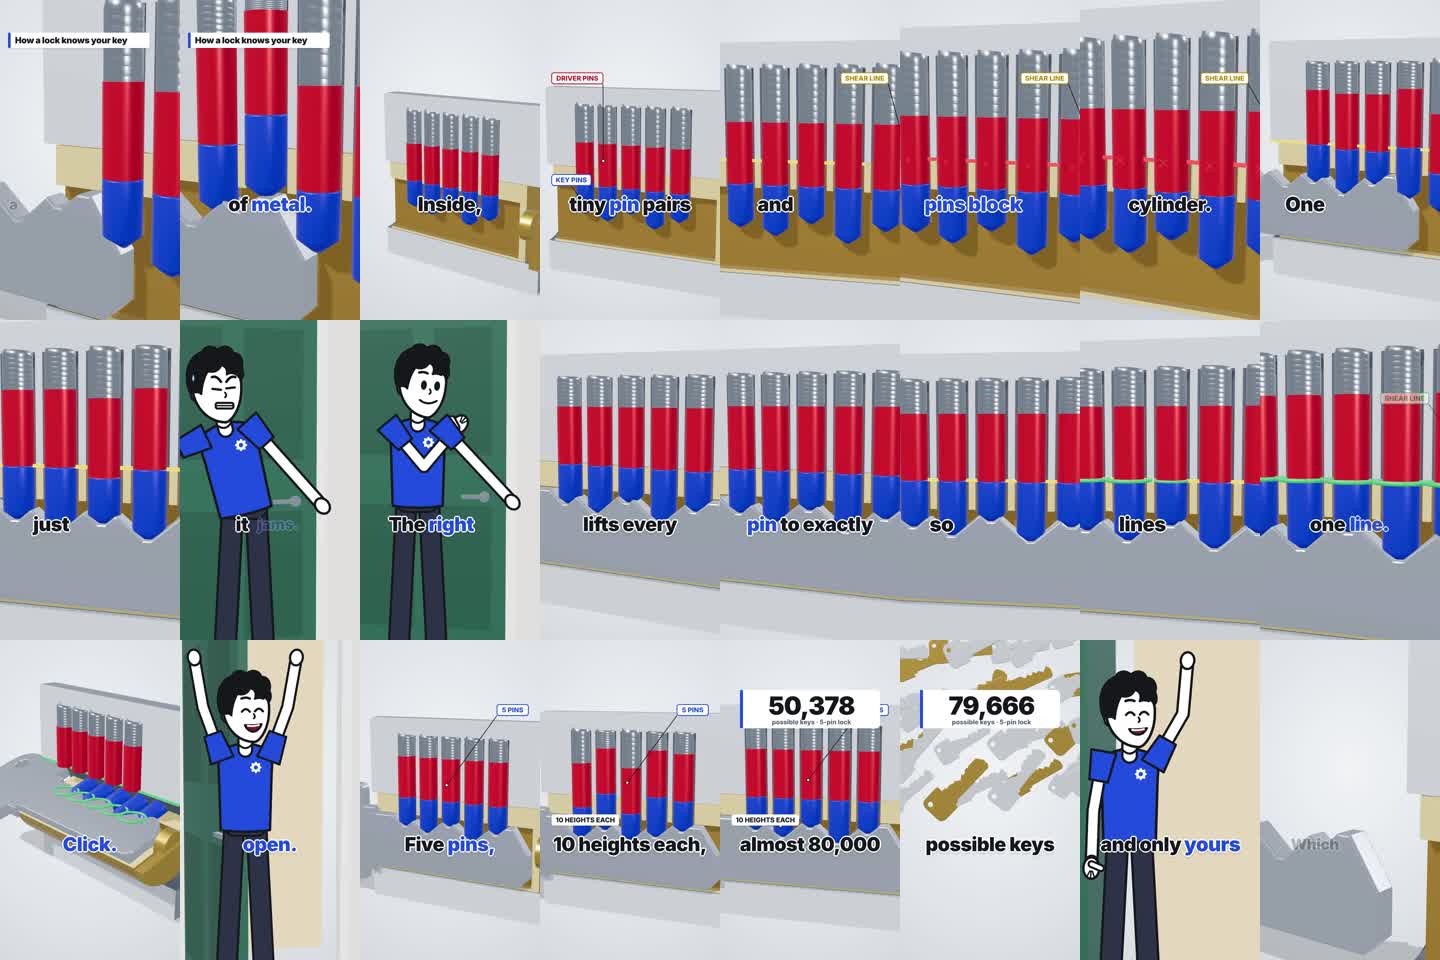 How a lock knows your key
a
How a lock knows your key
of metal.
Inside,
DRIVER PINS
KEY PINS
tiny pin pairs
SHEAR LINE
and
SHEAR LINE
pins block
SHEAR LINE
cylinder.
One
just
it jams.
The right
lifts every
pin to exactly
so
lines
SHEAR LINE
one line.
Click.
open.
5 PINS
Five pins,
5 PINS
10 HEIGHTS EACH
10 heights each,
50,378
possible keys · 5-pin lock
10 HEIGHTS EACH
almost 80,000
79,666
possible keys · 5-pin lock
possible keys
and only yours
Which